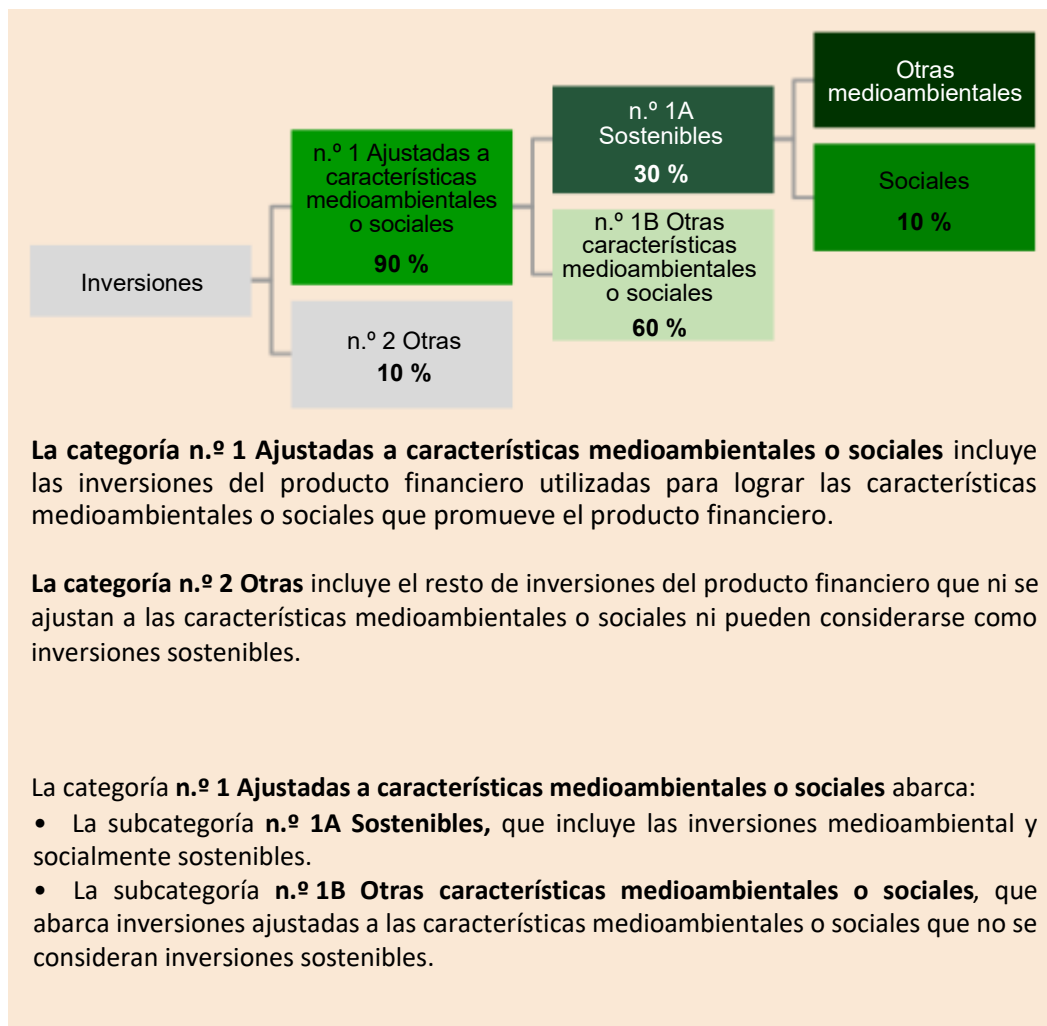 Inversiones
n.º 1 Ajustadas a
características
medioambientales
o sociales
90 %
n.º 2 Otras
10 %
n.º 1A
Sostenibles
30 %
n.º 1B Otras
características
medioambientales
o sociales
60 %
Otras
medioambientales
Sociales
10 %
La categoría n.º 1 Ajustadas a características medioambientales o sociales incluye
las inversiones del producto financiero utilizadas para lograr las características
medioambientales o sociales que promueve el producto financiero.
La categoría n.º 2 Otras incluye el resto de inversiones del producto financiero que ni se
ajustan a las características medioambientales o sociales ni pueden considerarse como
inversiones sostenibles.
La categoría n.º 1 Ajustadas a características medioambientales o sociales abarca:
• La subcategoría n.º 1A Sostenibles, que incluye las inversiones medioambiental y
socialmente sostenibles.
• La subcategoría n.º 1B Otras características medioambientales o sociales, que
abarca inversiones ajustadas a las características medioambientales o sociales que no se
consideran inversiones sostenibles.